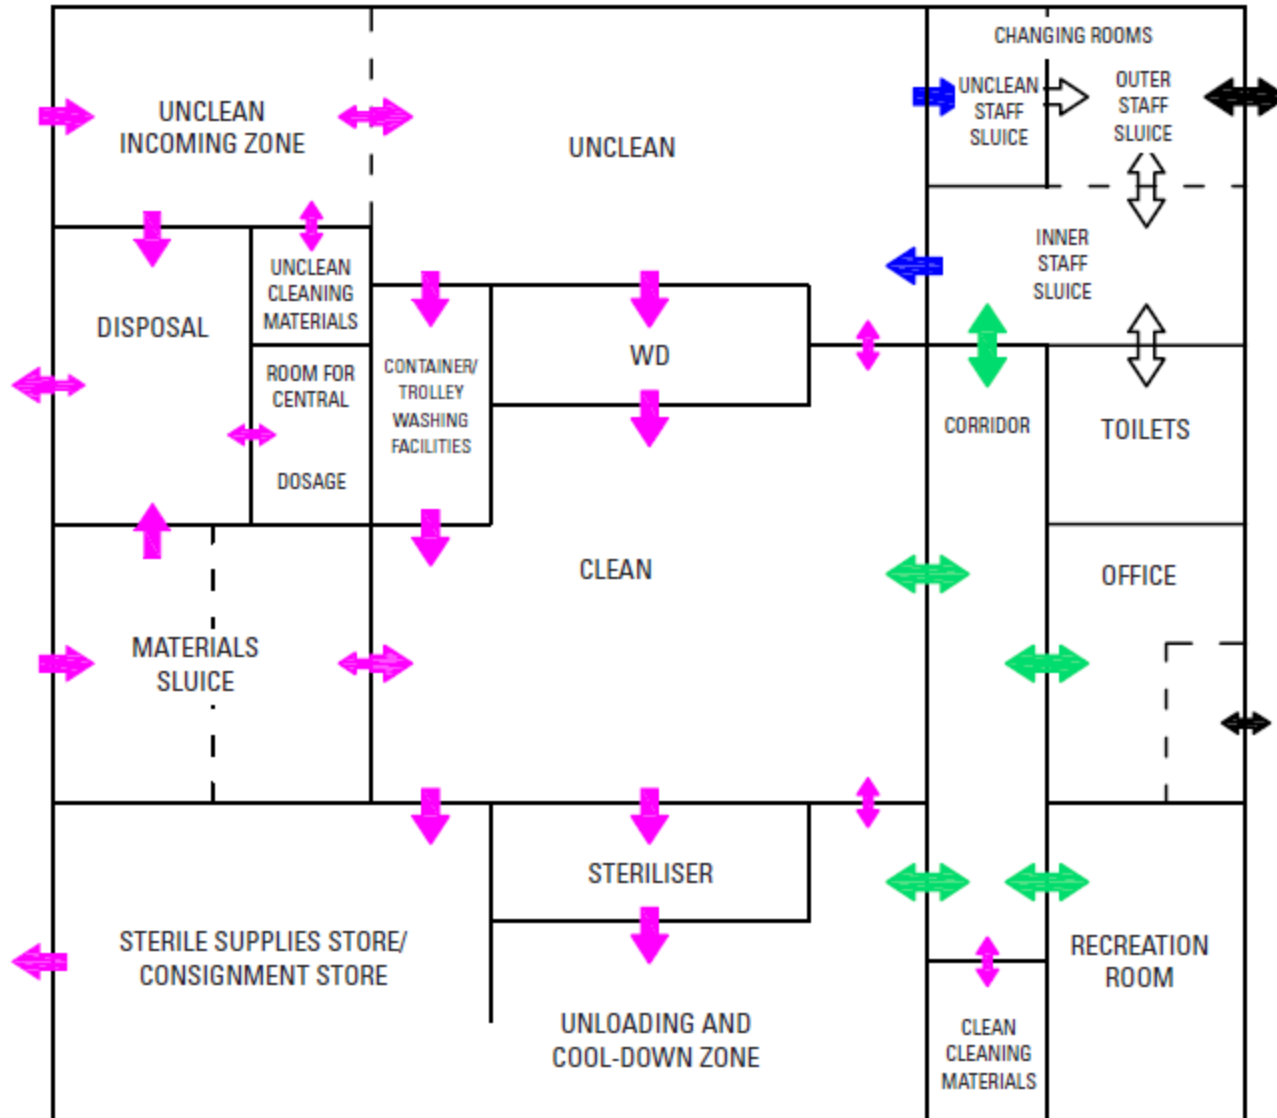 CHANGING ROOMS
UNCLEAN
STAFF
SLUICE
OUTER
STAFF
SLUICE
UNCLEAN
INCOMING ZONE
UNCLEAN
INNER
STAFF
SLUICE
UNCLEAN
CLEANING
MATERIALS
DISPOSAL
ROOM FOR
CENTRAL
DOSAGE
CONTAINER/
TROLLEY
WASHING
FACILITIES
WD
CORRIDOR
TOILETS
CLEAN
OFFICE
MATERIALS
SLUICE
STERILISER
STERILE SUPPLIES STORE/
CONSIGNMENT STORE
RECREATION
ROOM
UNLOADING AND
COOL-DOWN ZONE
CLEAN
CLEANING
MATERIALS